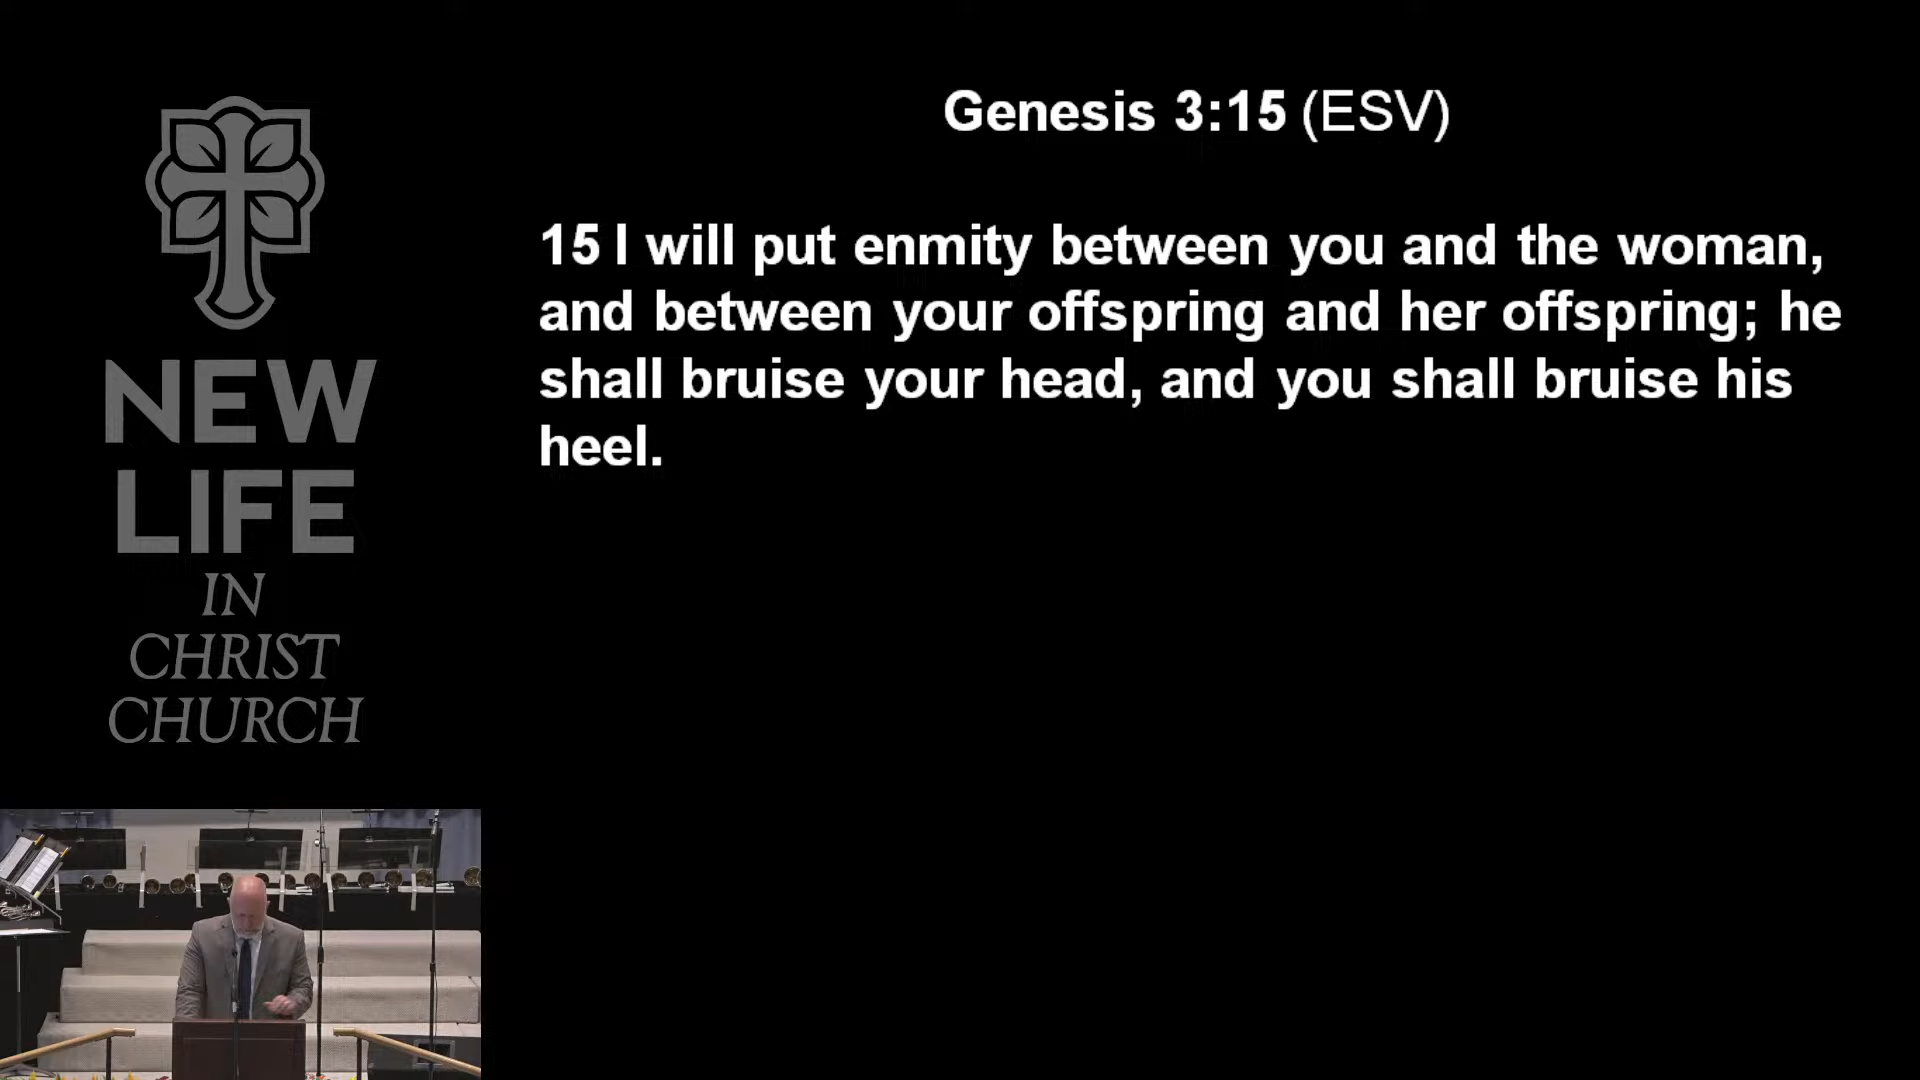 Genesis 3:15 (ESV)
15 I will put enmity between you and the woman,
and between your offspring and her offspring; he
shall bruise your head, and you shall bruise his
heel.
NEW
LIFE
IN
CHRIST
CHURCH